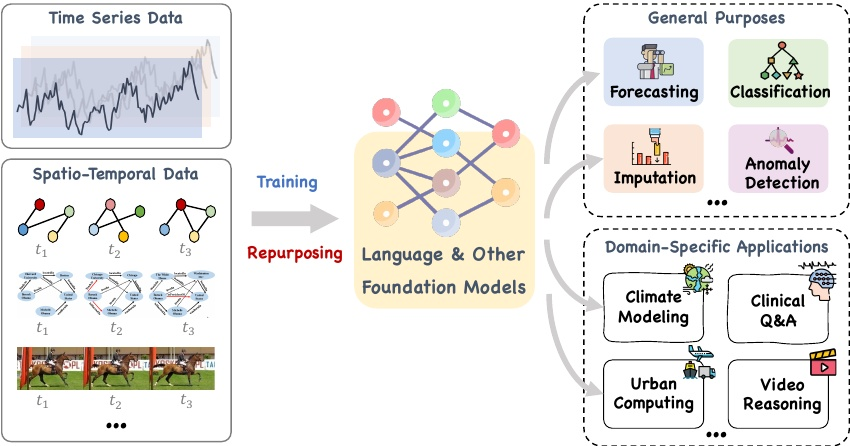 Time Series Data
Spatio-Temporal Data
t1 t2 t3
t1 t2 t3
t1 t2 t3
•••
Training
Repurposing
Language & Other
Foundation Models
General Purposes
Forecasting
Classification
Imputation
Anomaly
Detection
•••
Domain-Specific Applications
Climate
Modeling
Clinical
Q&A
Urban
Computing
Video
Reasoning
•••